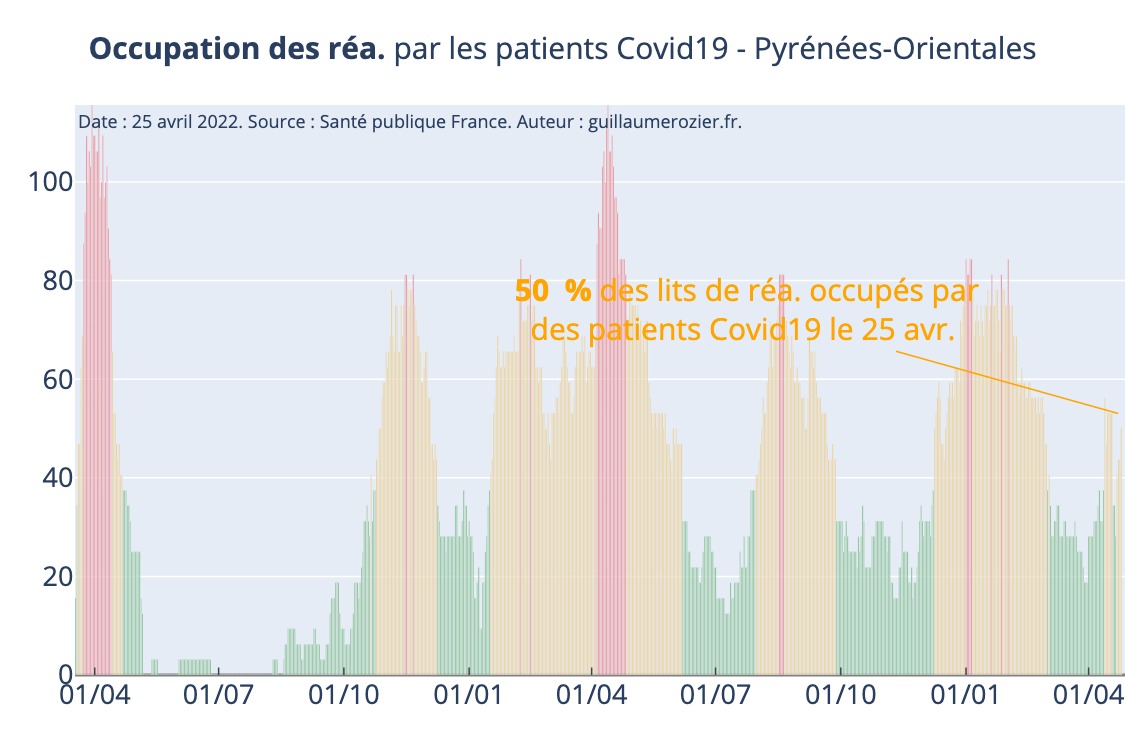 Occupation des réa. par les patients Covid19 - Pyrénées-Orientales
Date : 25 avril 2022. Source : Santé publique France. Auteur : guillaumerozier.fr.
100
80
50 % des lits de réa. occupés par
des patients Covid19 le 25 avr.
60
40
20
0
01/04 01/07 01/10 01/01 01/04 01/07 01/10 01/01 01/04